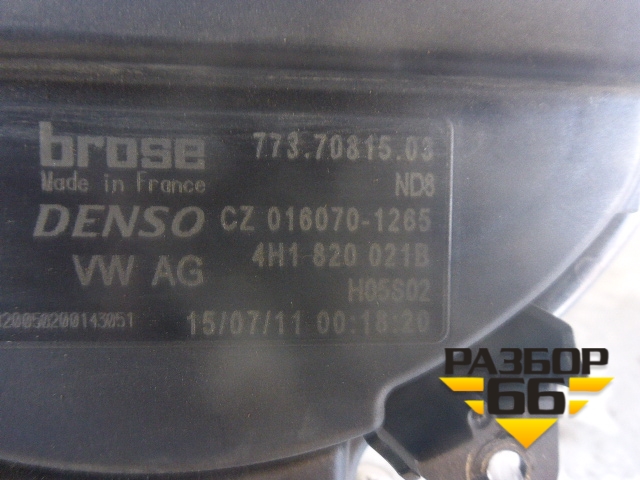 brose 773.70815.03
Made in France ND8
DENSO CZ 016070-1265
VW AG 4H1 820 021B
H05S02
15/07/11 00:18:20
РАЗБОР
66